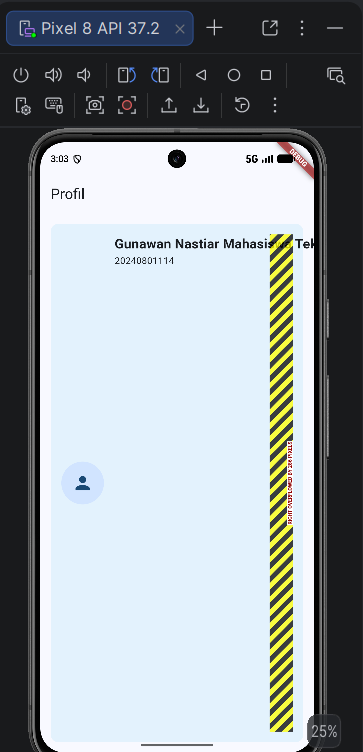 Pixel 8 API 37.2
3:03
5G
DEBUG
Profil
Gunawan Nastiar Mahasiswa Tek
20240801114
25%